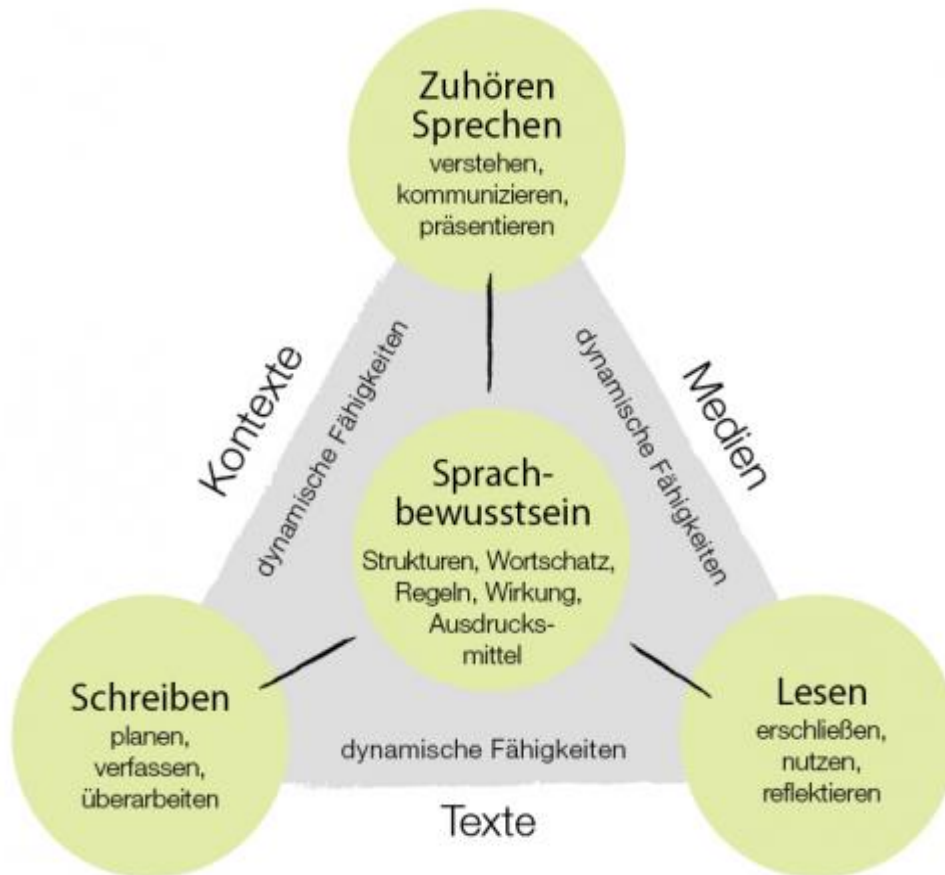 Zuhören
Sprechen
verstehen,
kommunizieren,
präsentieren
Kontexte
dynamische Fähigkeiten
dynamische Fähigkeiten
Medien
Sprach-
bewusstsein
Strukturen, Wortschatz,
Regeln, Wirkung,
Ausdrucks-
mittel
Schreiben
planen,
verfassen,
überarbeiten
dynamische Fähigkeiten
Texte
Lesen
erschließen,
nutzen,
reflektieren